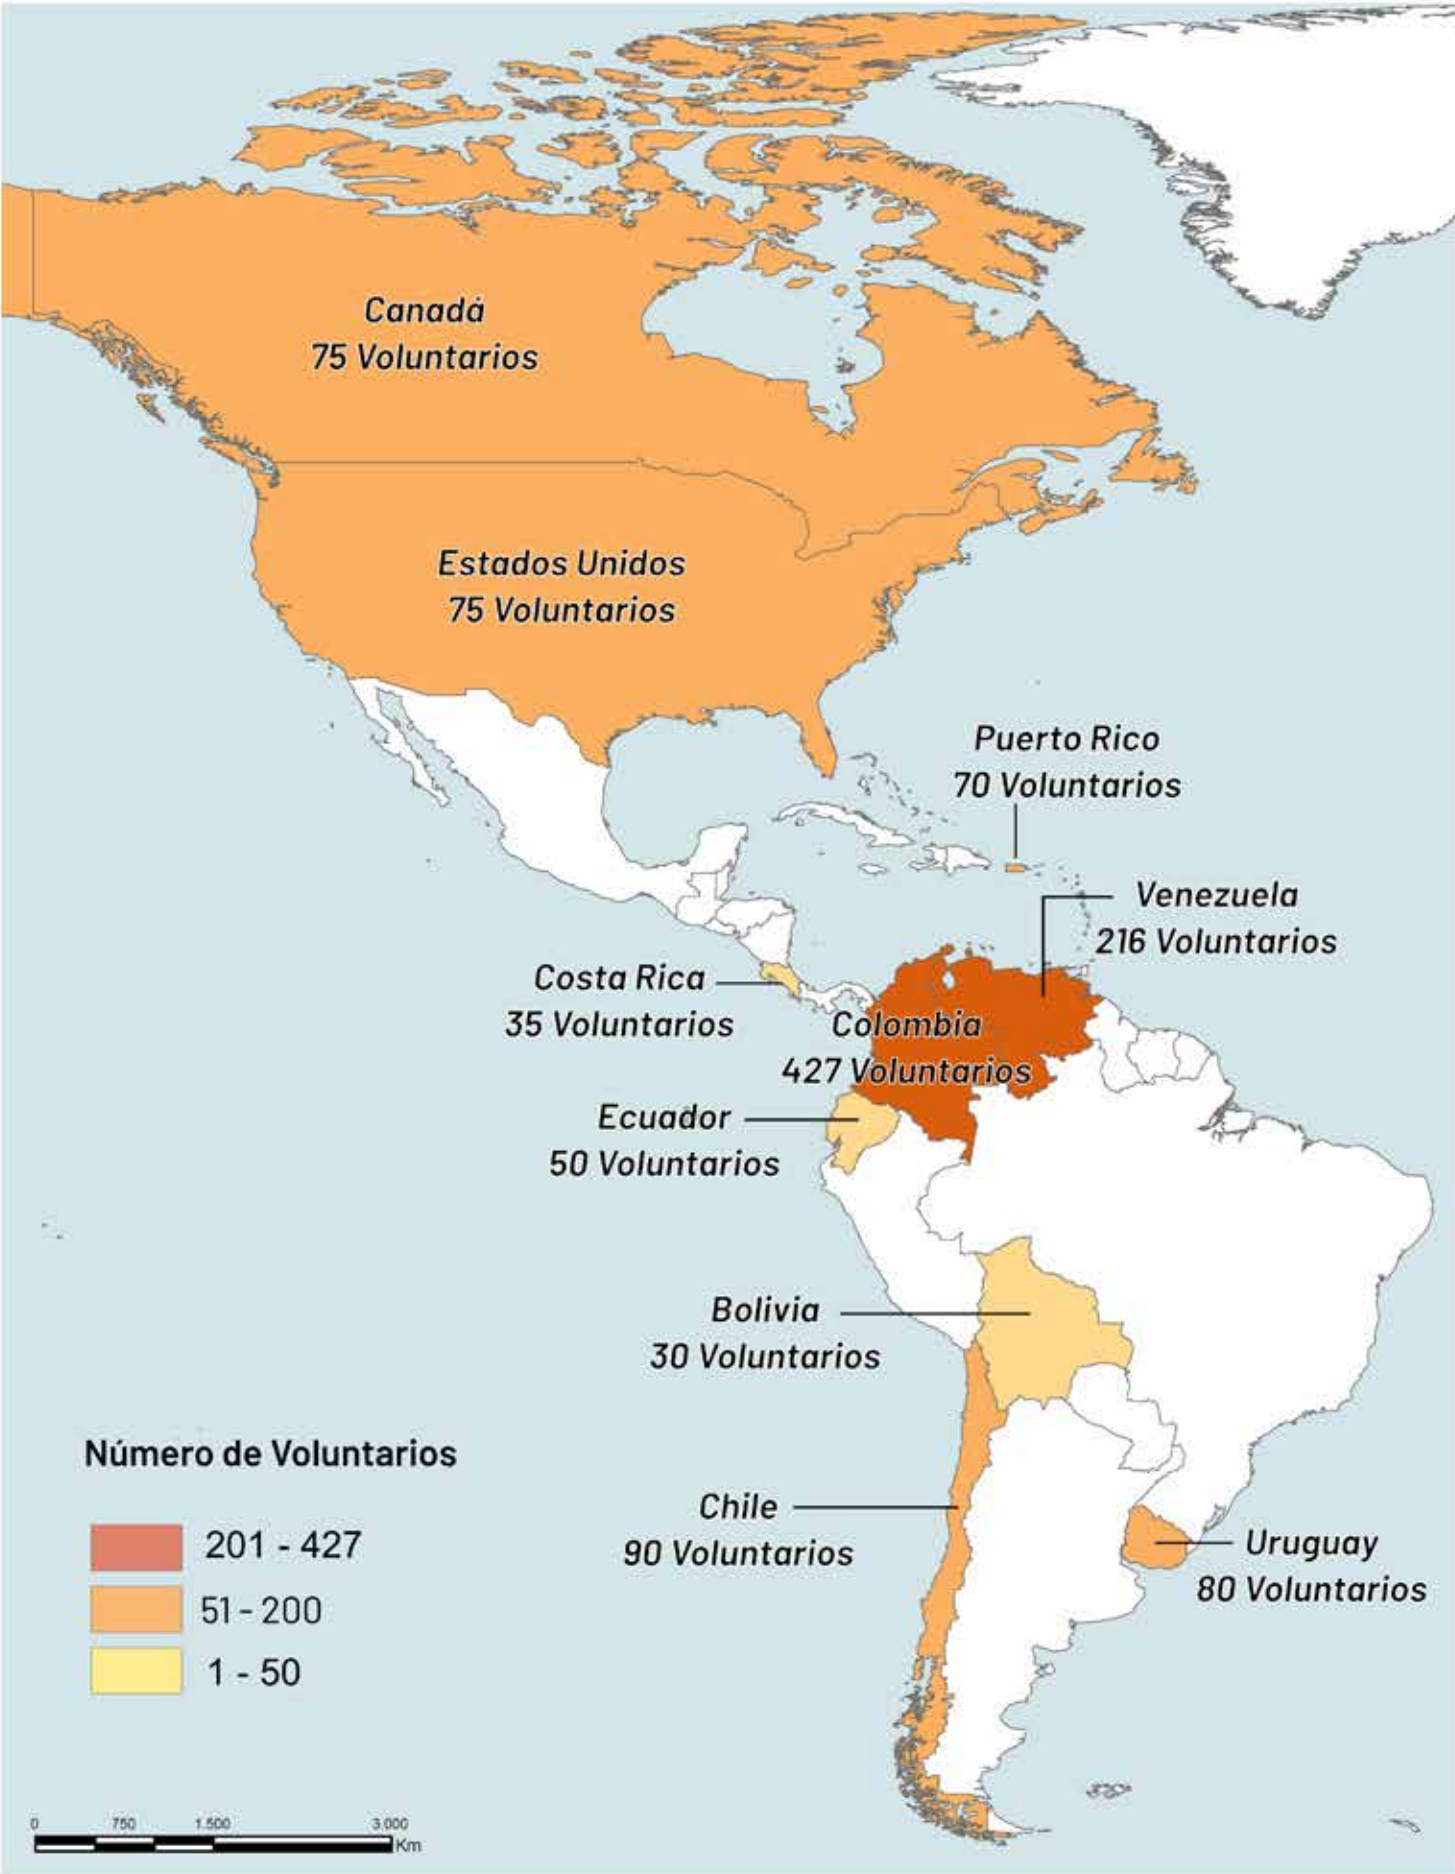 Canadá
75 Voluntarios
Estados Unidos
75 Voluntarios
Puerto Rico
70 Voluntarios
Venezuela
216 Voluntarios
Costa Rica
35 Voluntarios
Colombia
427 Voluntarios
Ecuador
50 Voluntarios
Bolivia
30 Voluntarios
Chile
90 Voluntarios
Uruguay
80 Voluntarios
Número de Voluntarios
201 - 427
51 - 200
1 - 50
0 750 1.500 3.000
Km